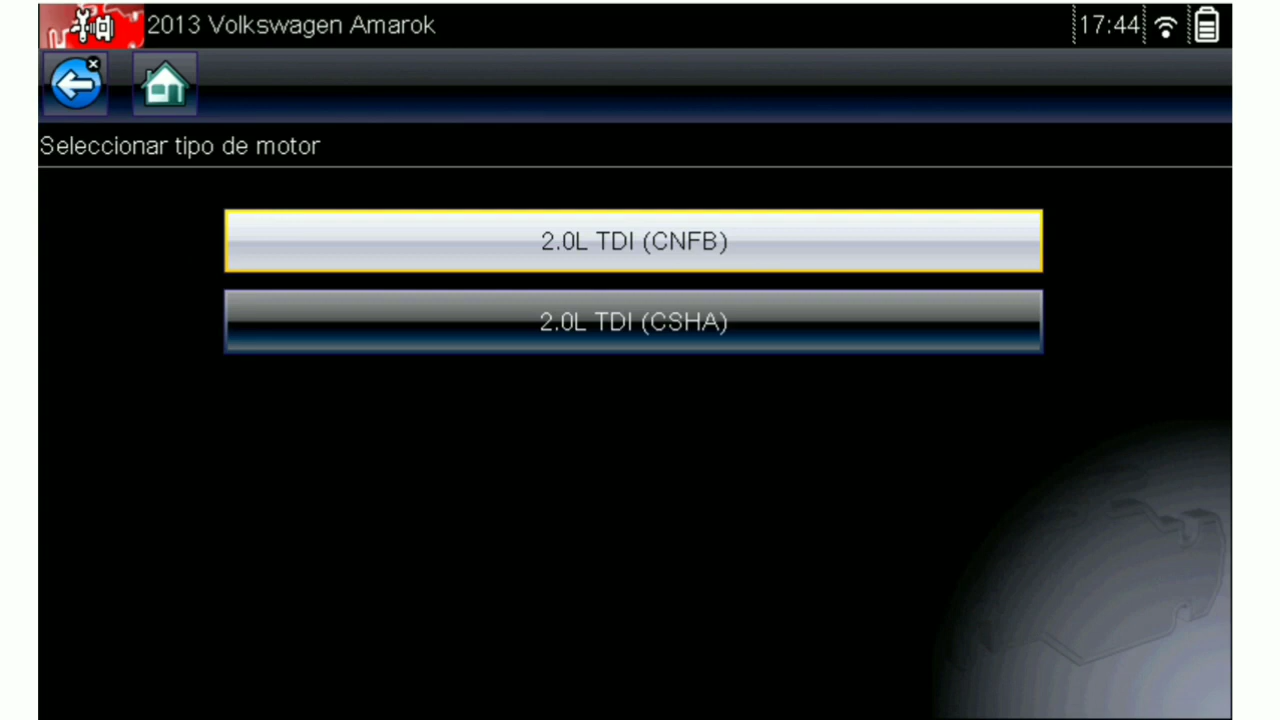 2013 Volkswagen Amarok
17:44
Seleccionar tipo de motor
2.0L TDI (CNFB)
2.0L TDI (CSHA)